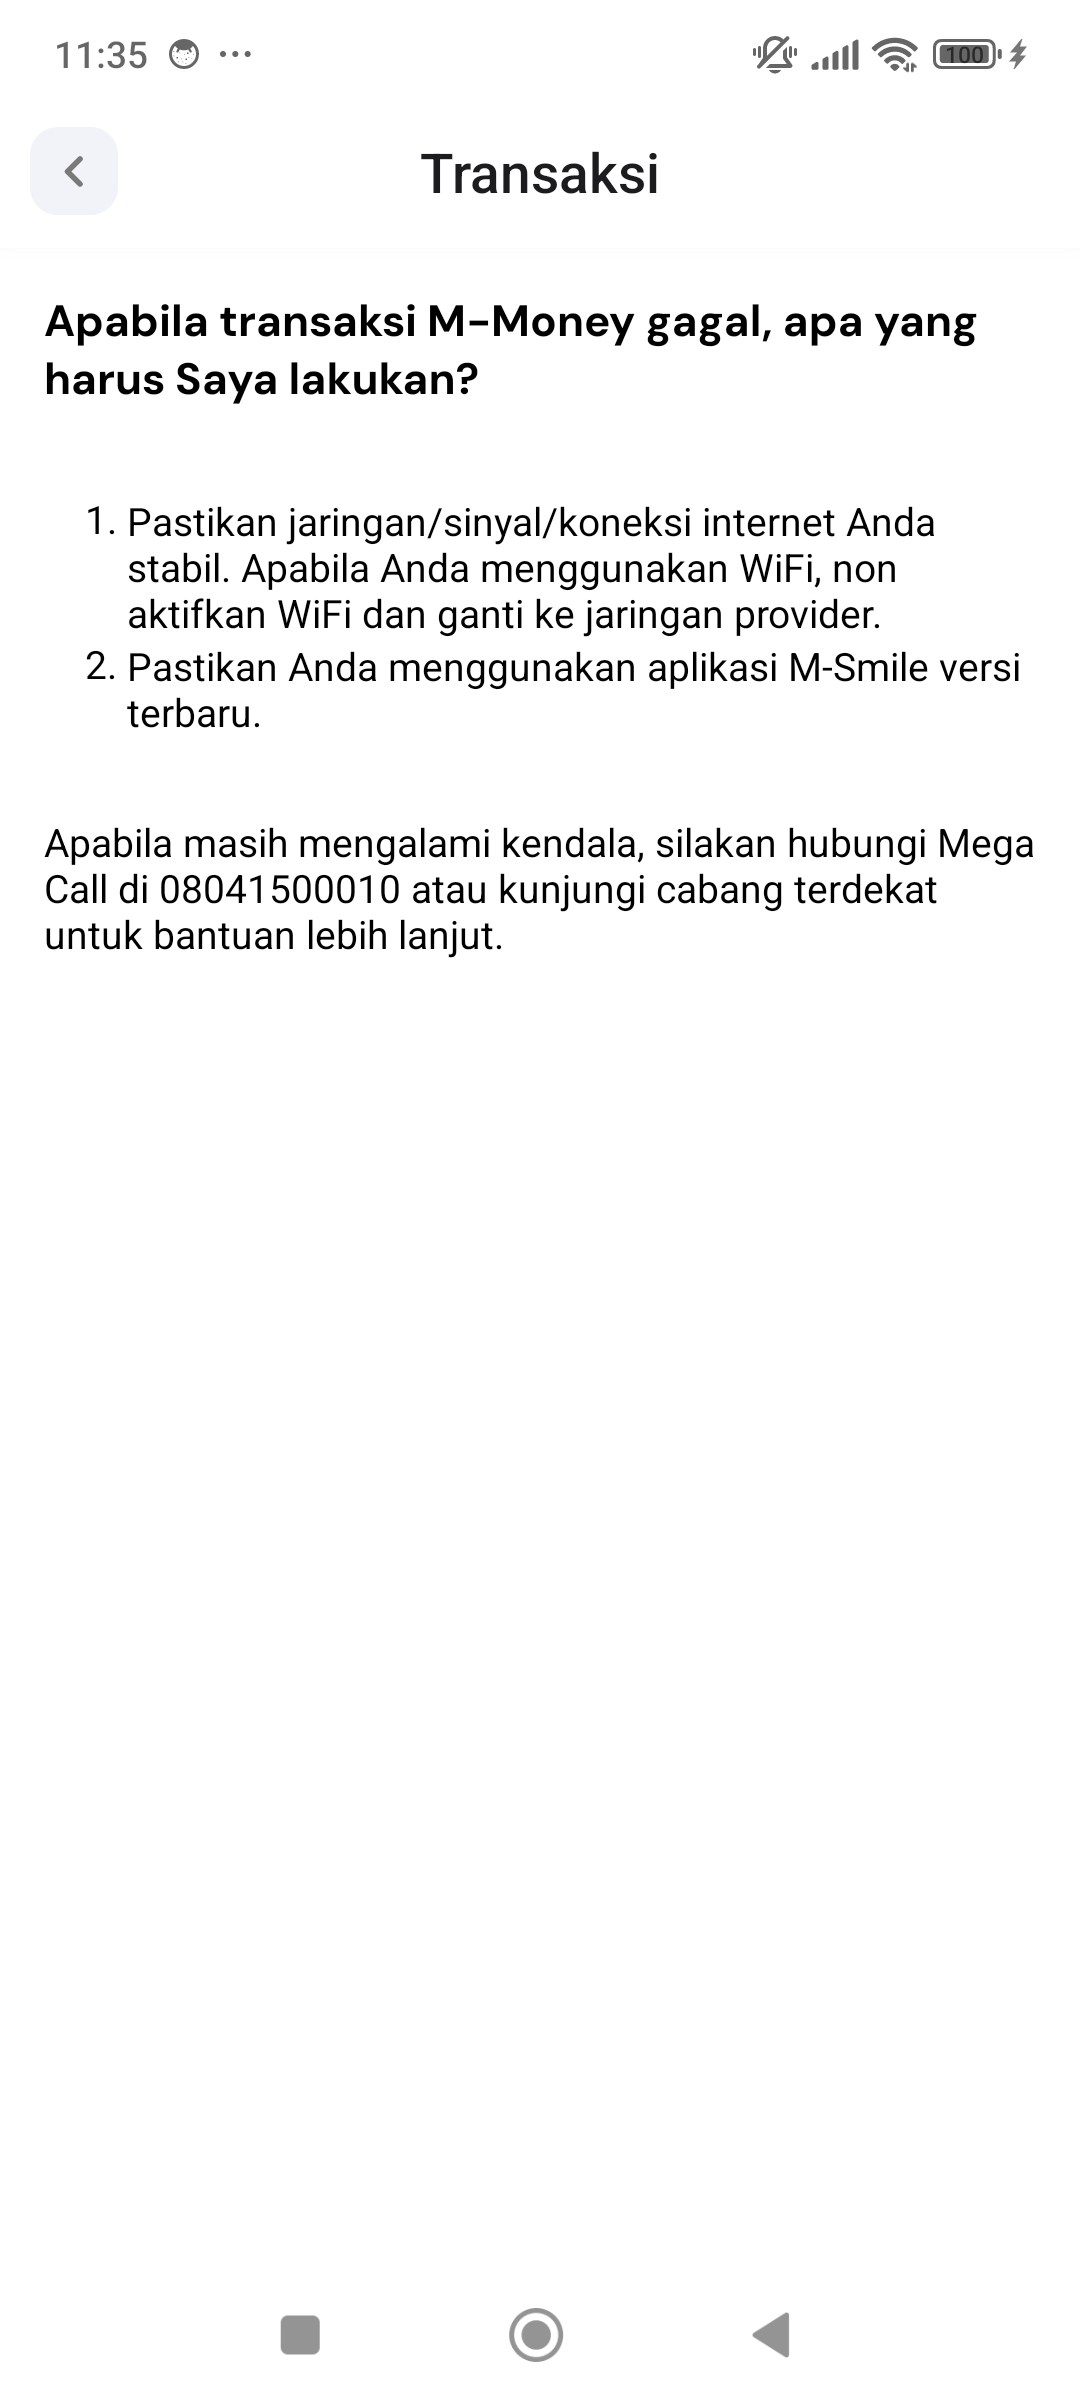 11:35
100
Transaksi
Apabila transaksi M-Money gagal, apa yang
harus Saya lakukan?
1. Pastikan jaringan/sinyal/koneksi internet Anda
stabil. Apabila Anda menggunakan WiFi, non
aktifkan WiFi dan ganti ke jaringan provider.
2. Pastikan Anda menggunakan aplikasi M-Smile versi
terbaru.
Apabila masih mengalami kendala, silakan hubungi Mega
Call di 08041500010 atau kunjungi cabang terdekat
untuk bantuan lebih lanjut.